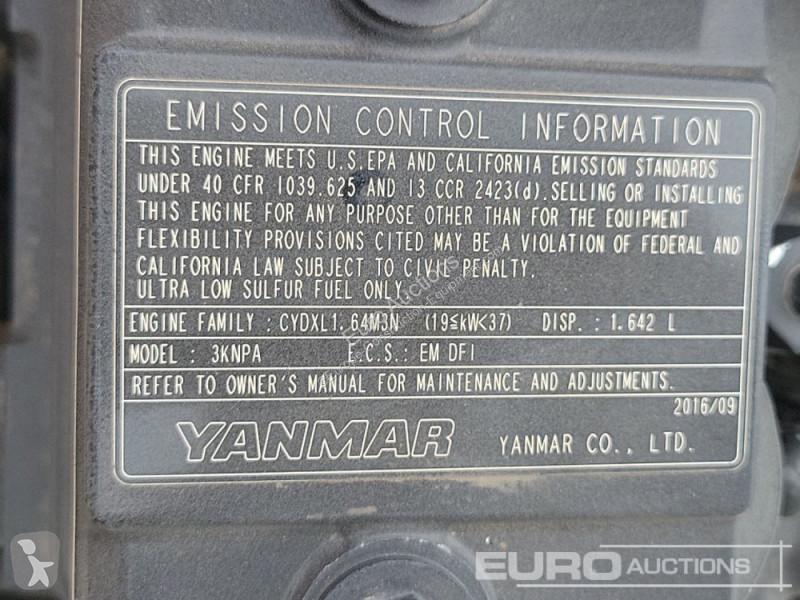 EMISSION CONTROL INFORMATION
THIS ENGINE MEETS U.S.EPA AND CALIFORNIA EMISSION STANDARDS
UNDER 40 CFR 1039.625 AND 13 CCR 2423(d).SELLING OR INSTALLING
THIS ENGINE FOR ANY PURPOSE OTHER THAN FOR THE EQUIPMENT
FLEXIBILITY PROVISIONS CITED MAY BE A VIOLATION OF FEDERAL AND
CALIFORNIA LAW SUBJECT TO CIVIL PENALTY.
ULTRA LOW SULFUR FUEL ONLY.
ENGINE FAMILY : CYDXL1.64M3N (19≦kW<37) DISP. : 1.642 L
MODEL : 3KNPA E.C.S.: EM DFI
REFER TO OWNER'S MANUAL FOR MAINTENANCE AND ADJUSTMENTS.
2016/09
YANMAR YANMAR CO., LTD.
EURO AUCTIONS